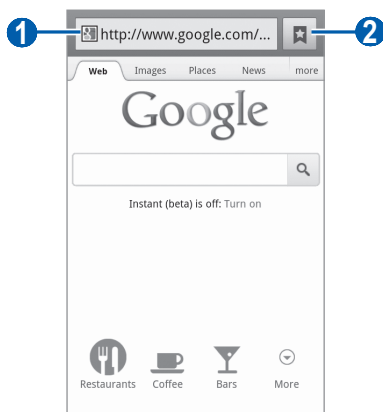 1
http://www.google.com/...
2
Web Images Places News more
Google
Instant (beta) is off: Turn on
Restaurants Coffee Bars More